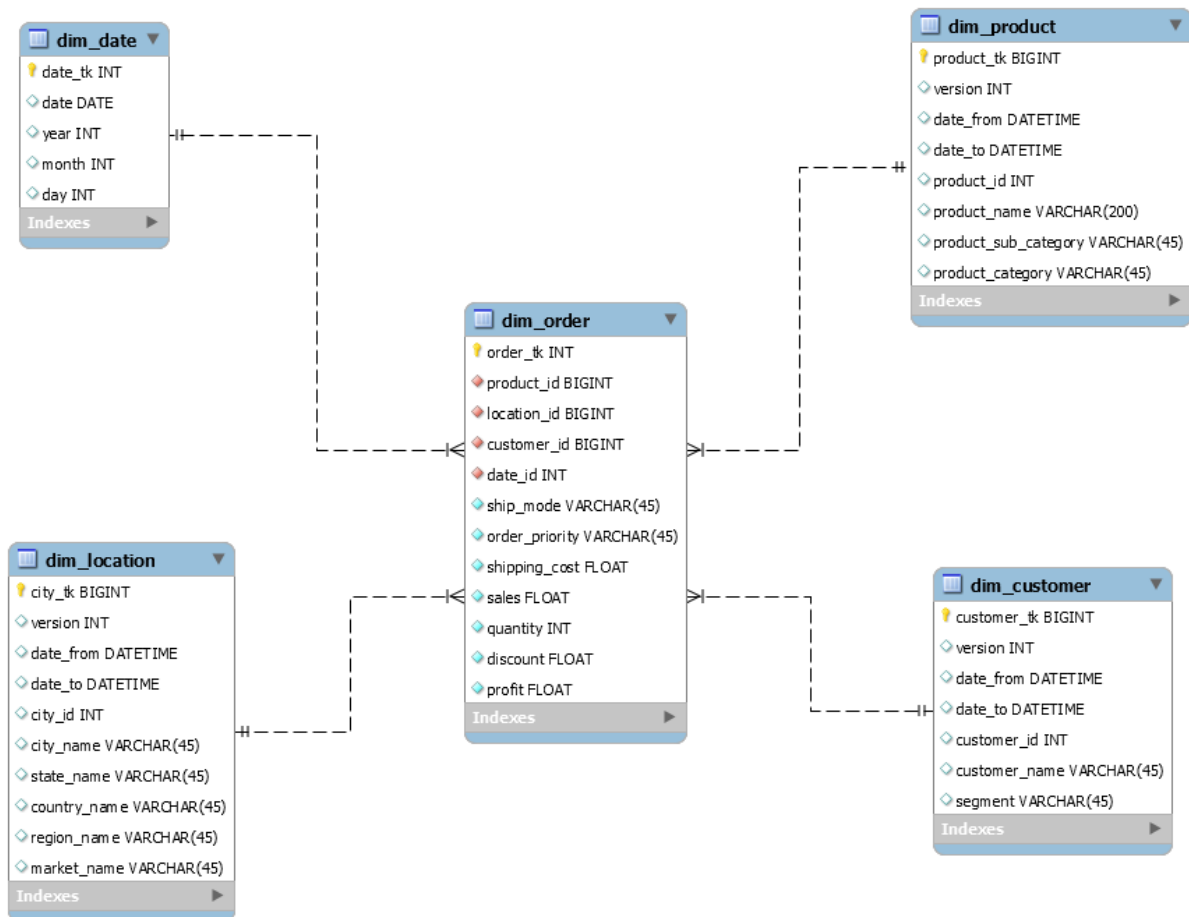 dim_date
date_tk INT
date DATE
year INT
month INT
day INT
Indexes
dim_product
product_tk BIGINT
version INT
date_from DATETIME
date_to DATETIME
product_id INT
product_name VARCHAR(200)
product_sub_category VARCHAR(45)
product_category VARCHAR(45)
Indexes
dim_order
order_tk INT
product_id BIGINT
location_id BIGINT
customer_id BIGINT
date_id INT
ship_mode VARCHAR(45)
order_priority VARCHAR(45)
shipping_cost FLOAT
sales FLOAT
quantity INT
discount FLOAT
profit FLOAT
Indexes
dim_location
city_tk BIGINT
version INT
date_from DATETIME
date_to DATETIME
city_id INT
city_name VARCHAR(45)
state_name VARCHAR(45)
country_name VARCHAR(45)
region_name VARCHAR(45)
market_name VARCHAR(45)
Indexes
dim_customer
customer_tk BIGINT
version INT
date_from DATETIME
date_to DATETIME
customer_id INT
customer_name VARCHAR(45)
segment VARCHAR(45)
Indexes